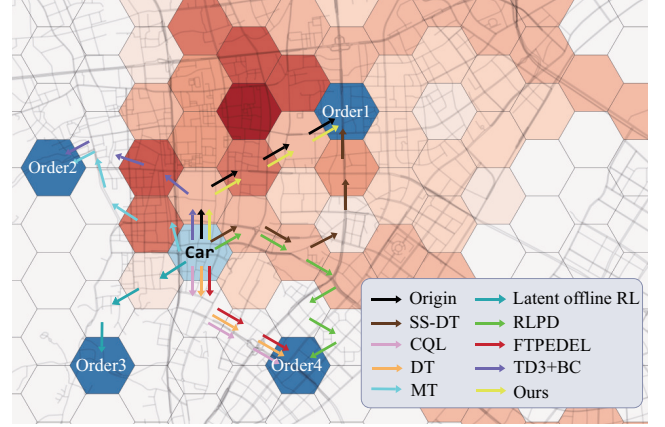 Order1
Order2
Car
Order3
Order4
Origin
SS-DT
CQL
DT
MT
Latent offline RL
RLPD
FTPEDEL
TD3+BC
Ours